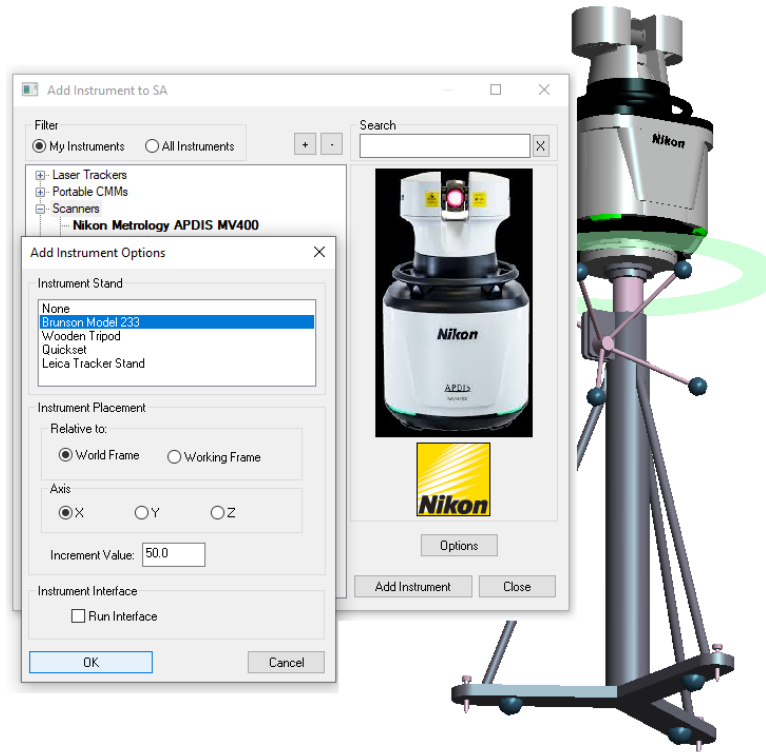 Add Instrument to SA
Filter
My Instruments
All Instruments
+
-
Search
X
Laser Trackers
Portable CMMs
Scanners
Nikon Metrology APDIS MV400
Nikon
Nikon
APDIS
Nikon
Options
Add Instrument
Close
Add Instrument Options
Instrument Stand
None
Brunson Model 233
Wooden Tripod
Quickset
Leica Tracker Stand
Instrument Placement
Relative to:
World Frame
Working Frame
Axis
X
Y
Z
Increment Value: 50.0
Instrument Interface
Run Interface
OK
Cancel